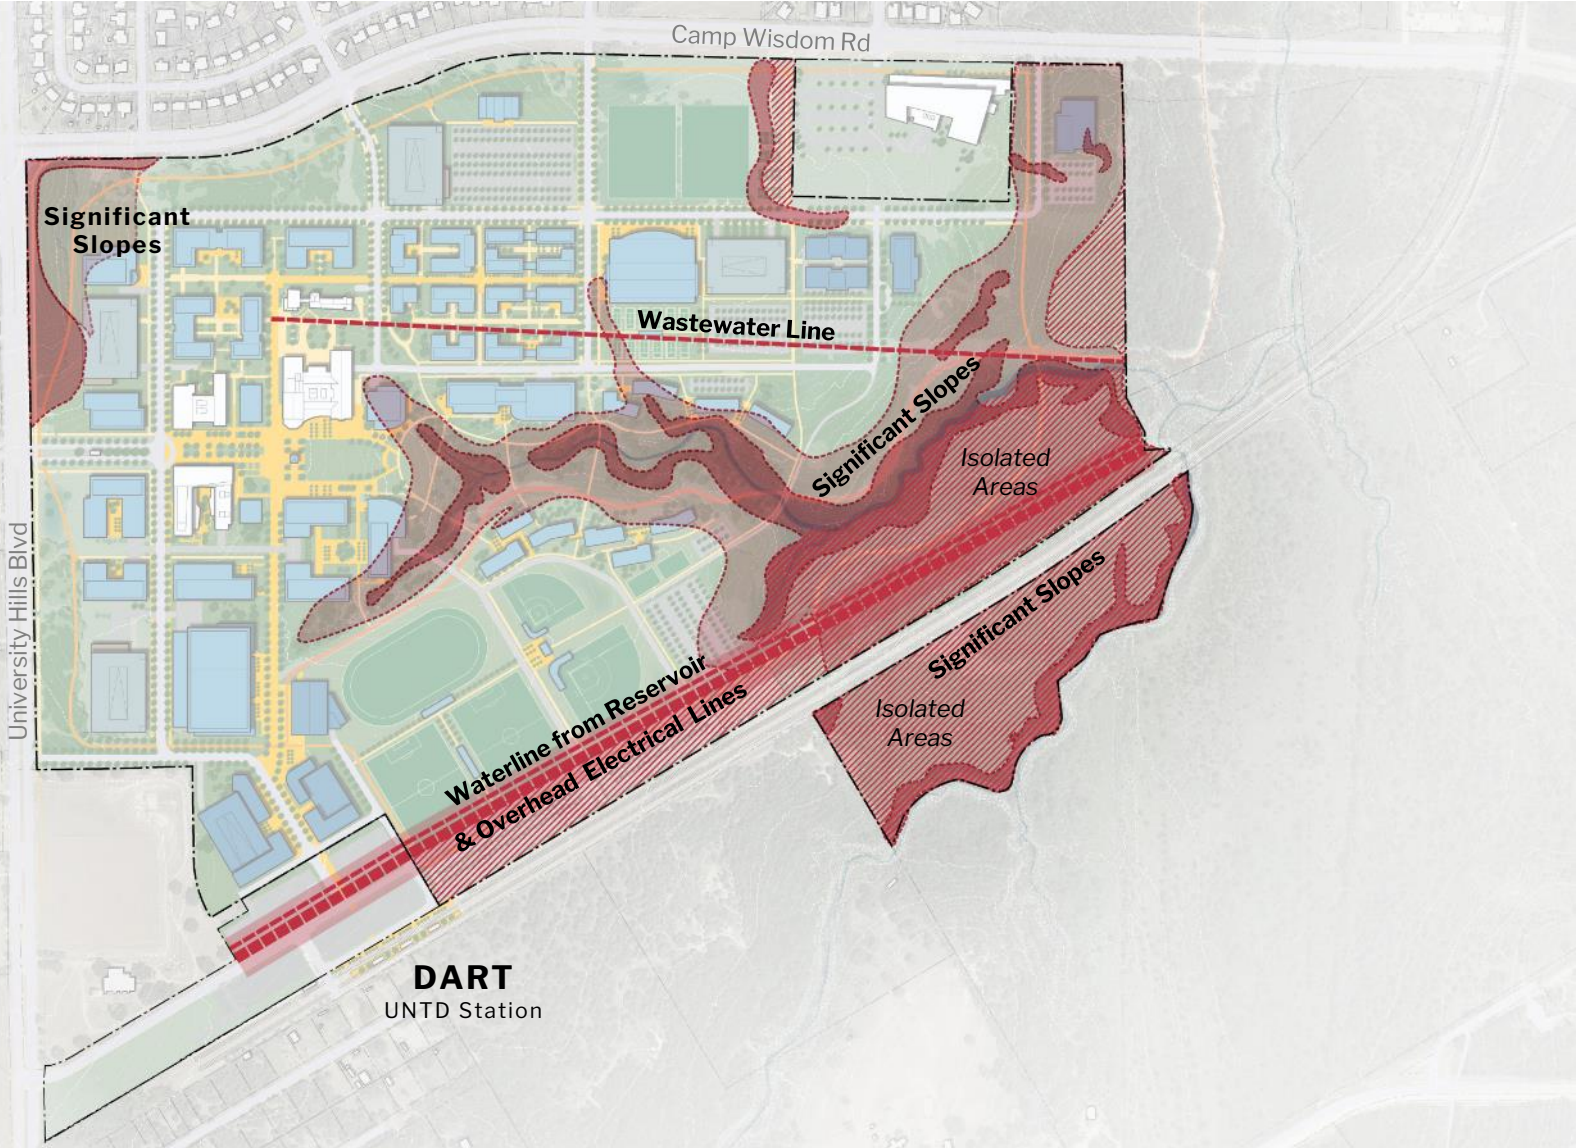 Camp Wisdom Rd
Significant
Slopes
Wastewater Line
Significant Slopes
Isolated
Areas
University Hills Blvd
Significant Slopes
Waterline from Reservoir
& Overhead Electrical Lines
Isolated
Areas
DART
UNTD Station